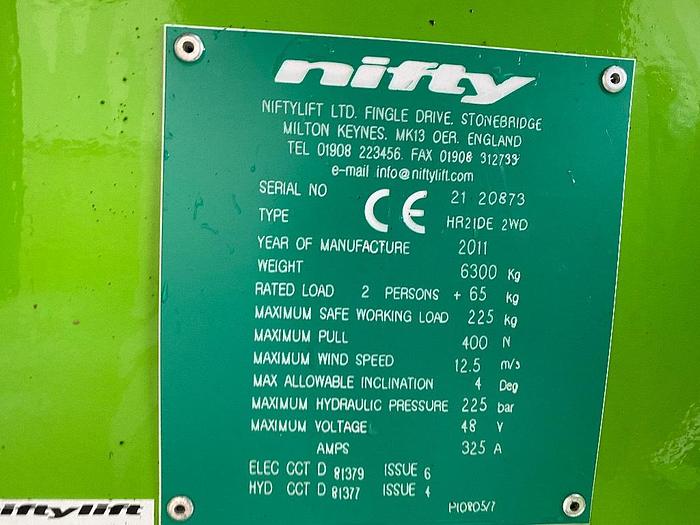 nifty
NIFTYLIFT LTD. FINGLE DRIVE. STONEBRIDGE
MILTON KEYNES. MK13 OER. ENGLAND
TEL 01908 223456. FAX 01908 312733
e-mail info@niftylift.com
SERIAL NO 21 20873
TYPE CE HR21DE 2WD
YEAR OF MANUFACTURE 2011
WEIGHT 6300 Kg
RATED LOAD 2 PERSONS + 65 kg
MAXIMUM SAFE WORKING LOAD 225 kg
MAXIMUM PULL 400 N
MAXIMUM WIND SPEED 12.5 m/s
MAX ALLOWABLE INCLINATION 4 Deg
MAXIMUM HYDRAULIC PRESSURE 225 bar
MAXIMUM VOLTAGE 48 V
AMPS 325 A
ELEC CCT D 81379 ISSUE 6
HYD CCT D 81377 ISSUE 4
P10805/7
iftylift